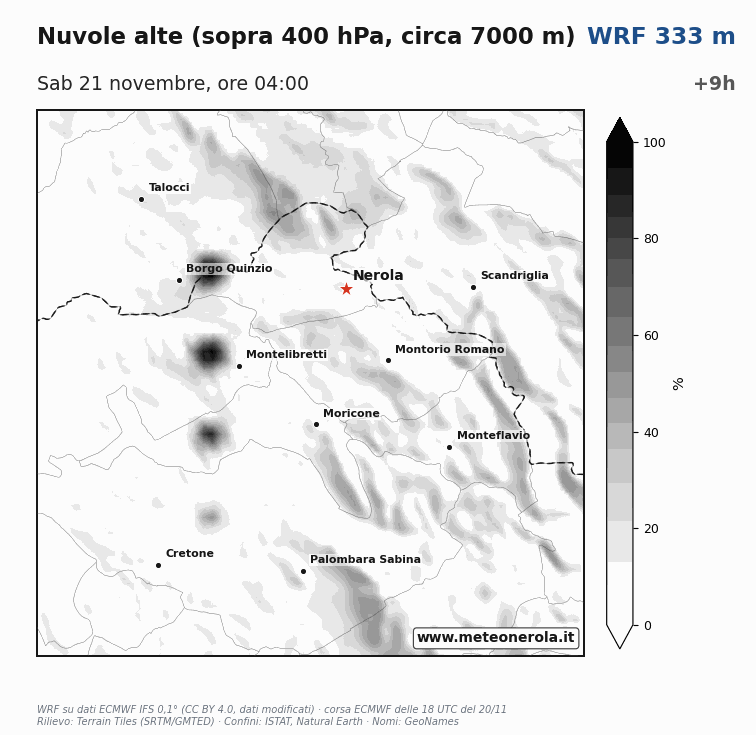 Nuvole alte (sopra 400 hPa, circa 7000 m) WRF 333 m
Sab 21 novembre, ore 04:00 +9h
100
Talocci
80
Borgo Quinzio
Nerola
Scandriglia
60
Montelibretti
Montorio Romano
%
Moricone
40
Monteflavio
20
Cretone
Palombara Sabina
www.meteonerola.it
0
WRF su dati ECMWF IFS 0,1° (CC BY 4.0, dati modificati) · corsa ECMWF delle 18 UTC del 20/11
Rilievo: Terrain Tiles (SRTM/GMTED) · Confini: ISTAT, Natural Earth · Nomi: GeoNames